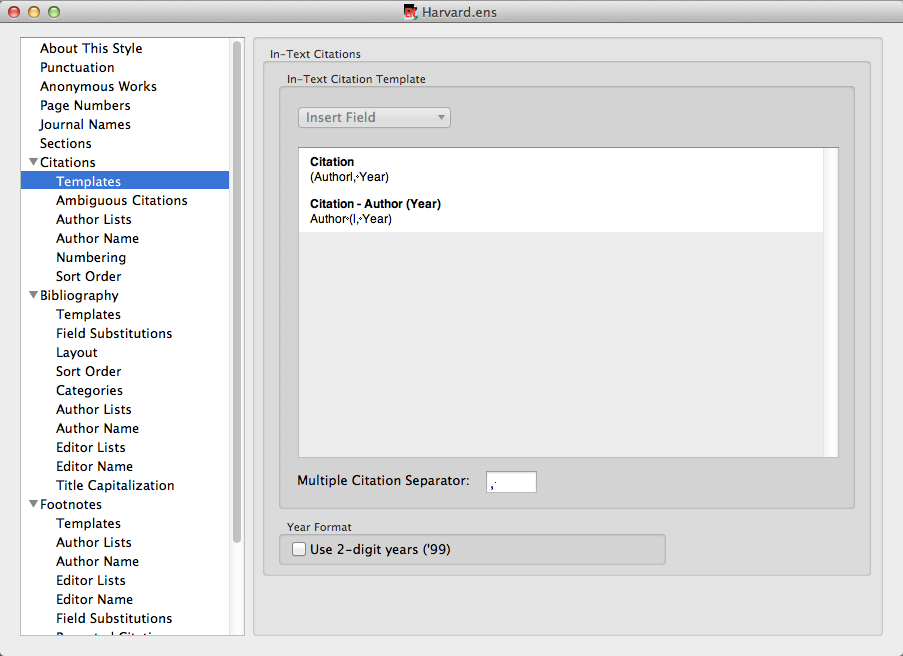 Harvard.ens
About This Style
Punctuation
Anonymous Works
Page Numbers
Journal Names
Sections
Citations
Templates
Ambiguous Citations
Author Lists
Author Name
Numbering
Sort Order
Bibliography
Templates
Field Substitutions
Layout
Sort Order
Categories
Author Lists
Author Name
Editor Lists
Editor Name
Title Capitalization
Footnotes
Templates
Author Lists
Author Name
Editor Lists
Editor Name
Field Substitutions
In-Text Citations
In-Text Citation Template
Insert Field
Citation
(Author|,·Year)
Citation - Author (Year)
Author·(|,·Year)
Multiple Citation Separator: ,·
Year Format
Use 2-digit years ('99)